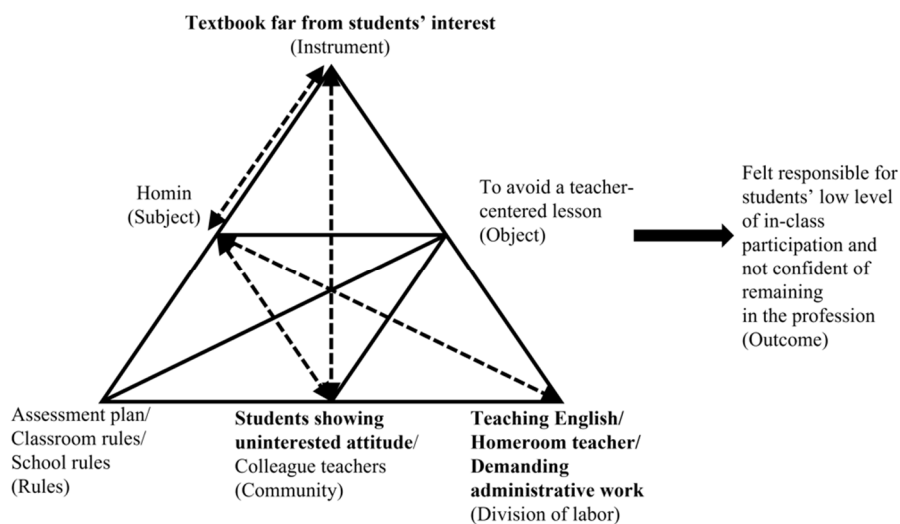 Textbook far from students' interest
(Instrument)
Homin
(Subject)
To avoid a teacher-
centered lesson
(Object)
Felt responsible for
students' low level
of in-class
participation and
not confident of
remaining
in the profession
(Outcome)
Assessment plan/
Classroom rules/
School rules
(Rules)
Students showing
uninterested attitude/
Colleague teachers
(Community)
Teaching English/
Homeroom teacher/
Demanding
administrative work
(Division of labor)